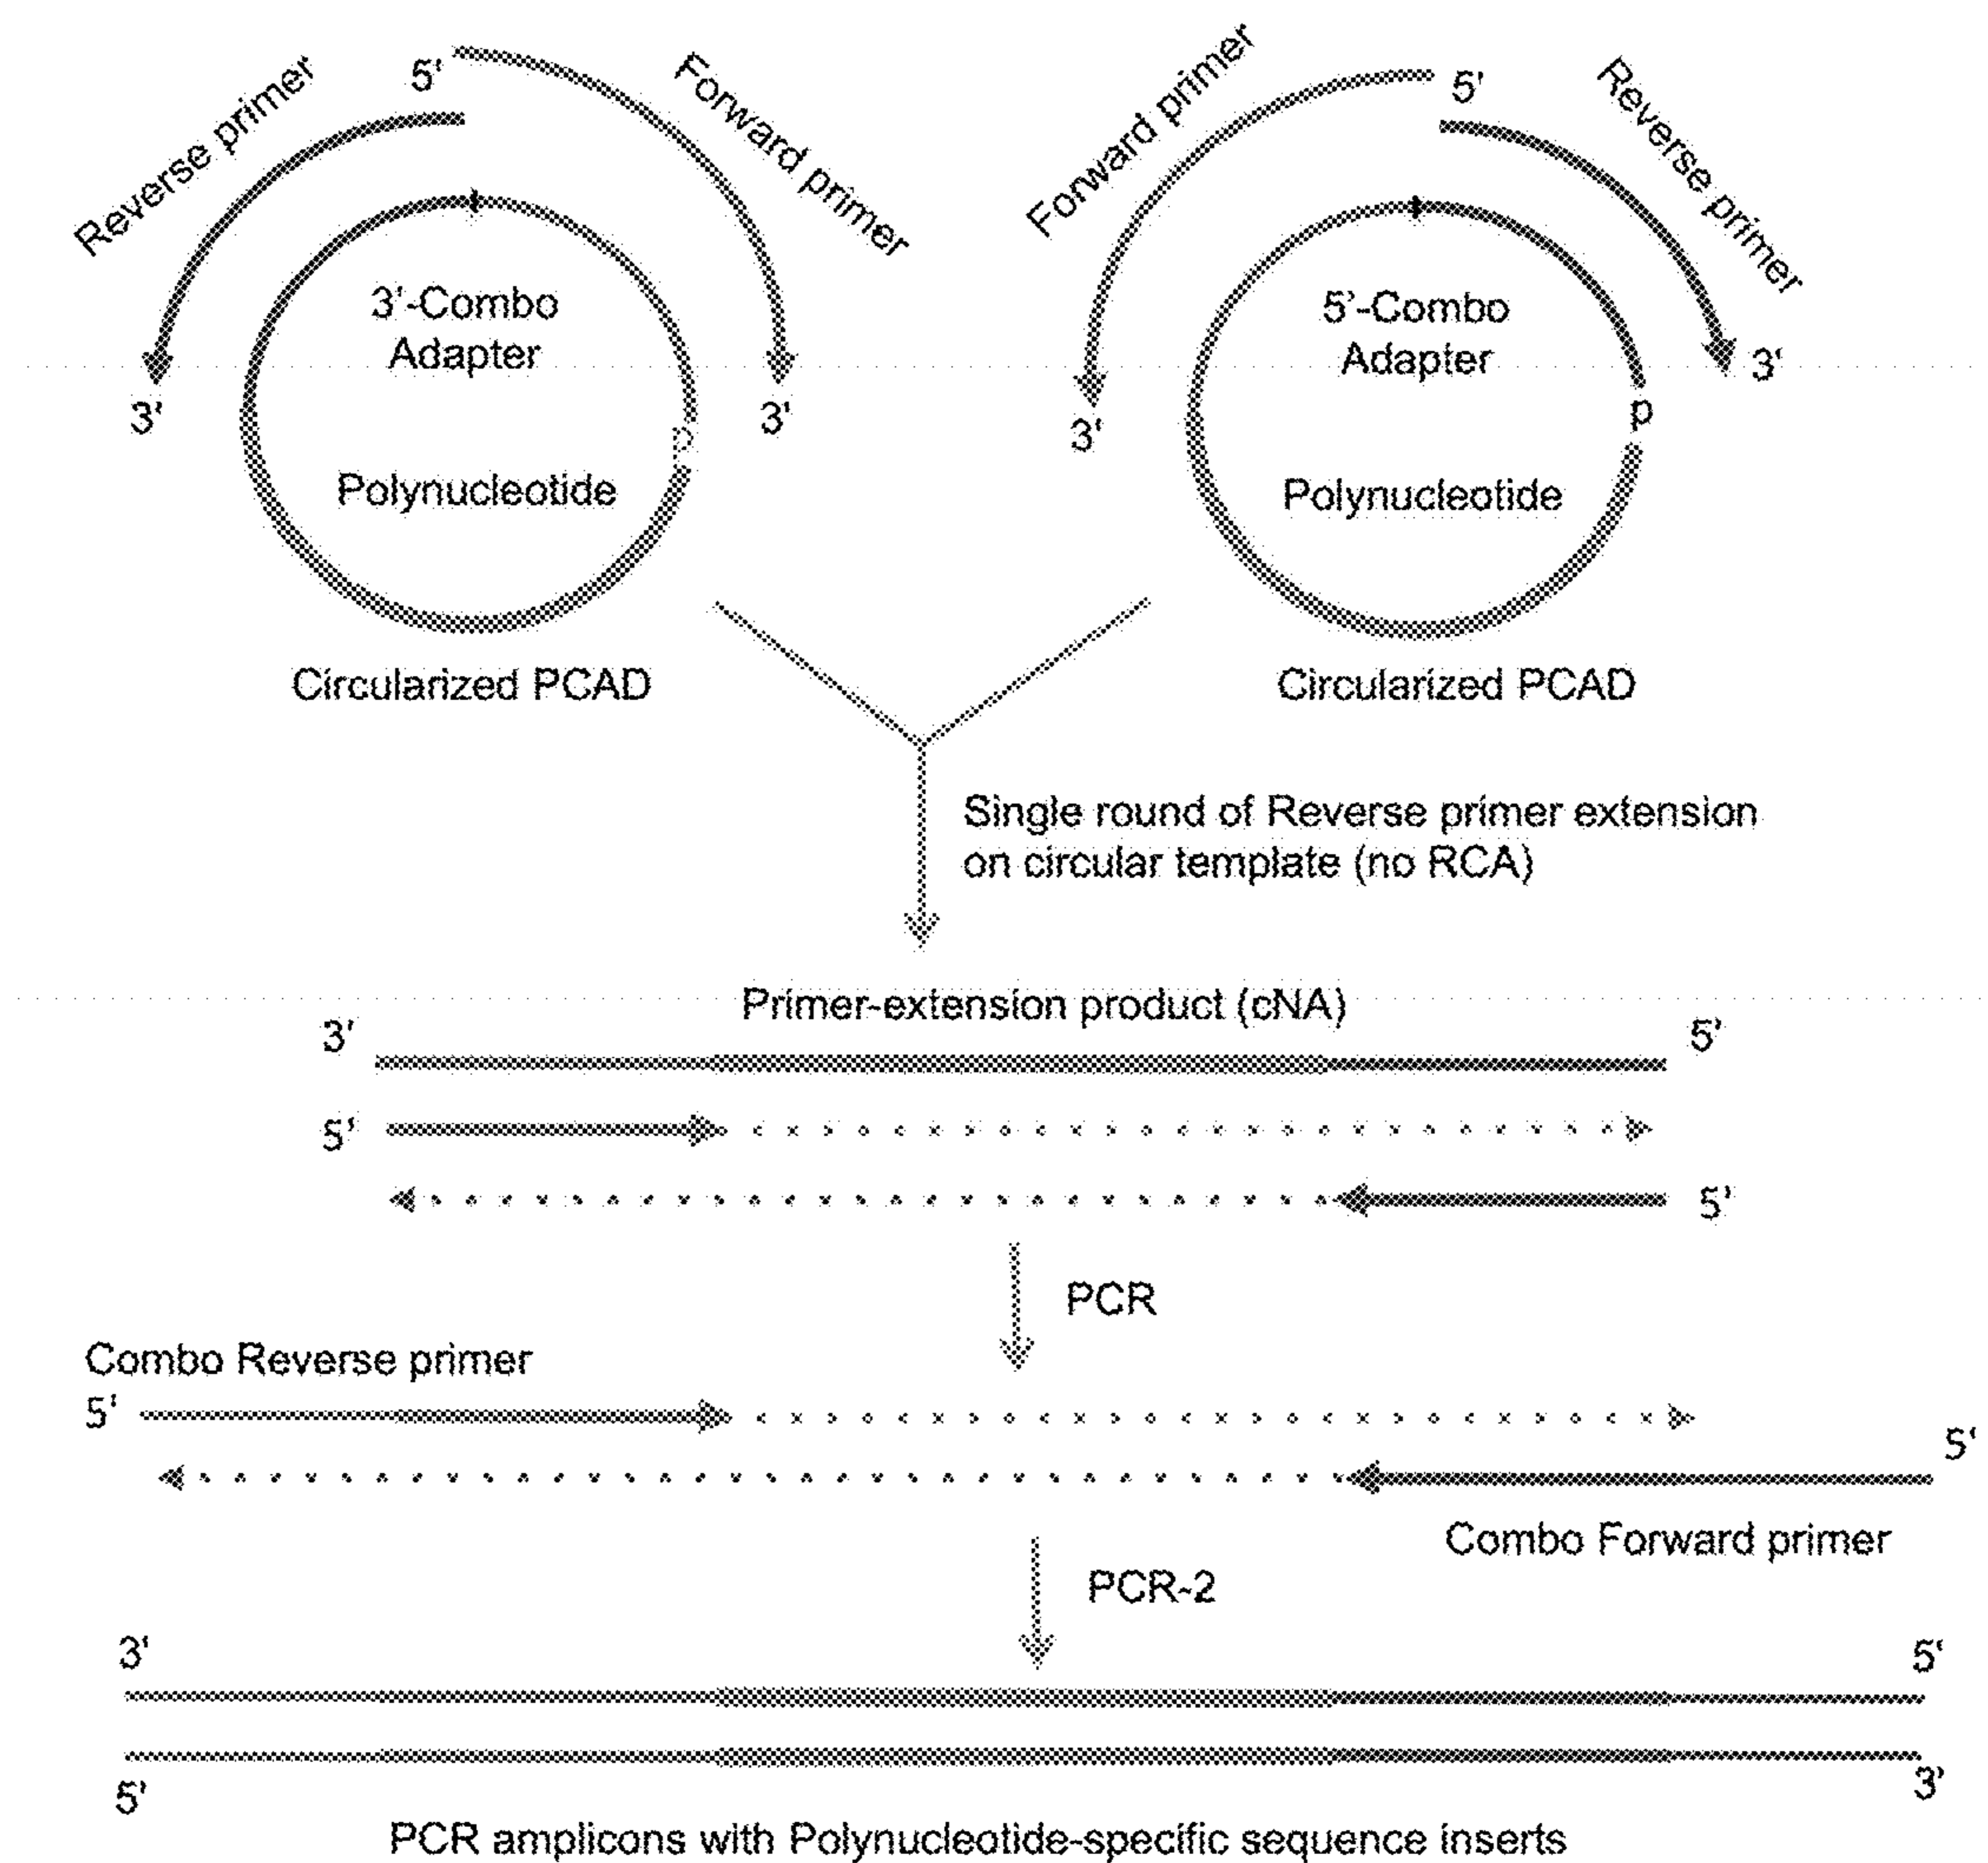 Reverse primer
5'
Forward primer
3'
3'
3'-Combo
Adapter
p
Polynucleotide
Circularized PCAD
Forward primer
5'
Reverse primer
3'
3'
5'-Combo
Adapter
p
Polynucleotide
Circularized PCAD
Single round of Reverse primer extension
on circular template (no RCA)
Primer-extension product (cNA)
3'
5'
5'
5'
PCR
Combo Reverse primer
5'
5'
Combo Forward primer
PCR-2
3'
5'
5'
3'
PCR amplicons with Polynucleotide-specific sequence inserts